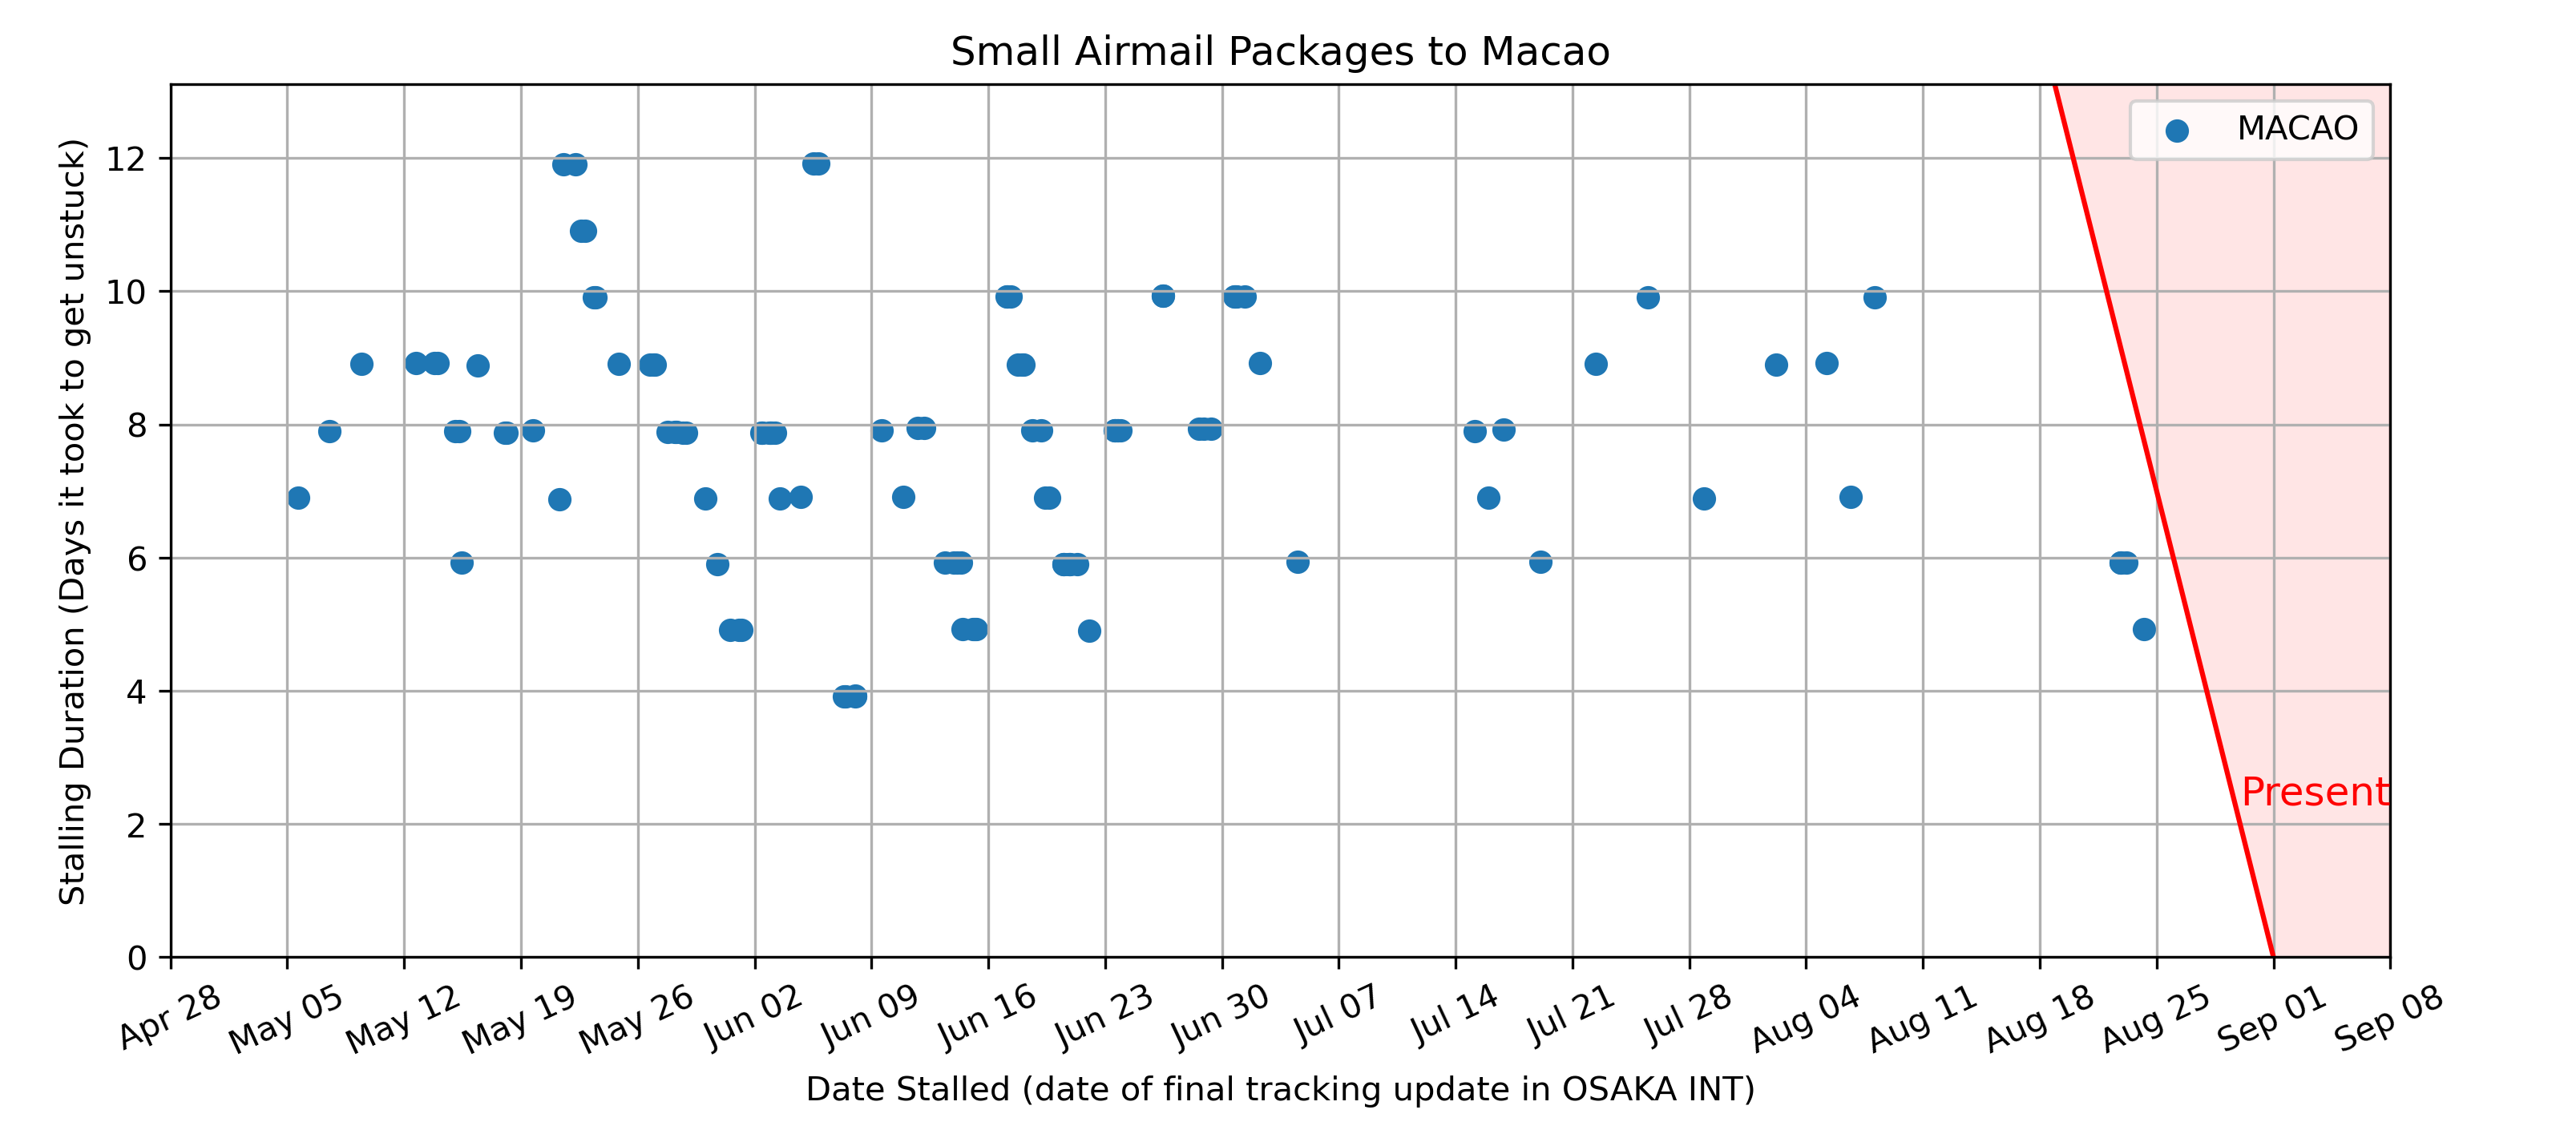 Small Airmail Packages to Macao
MACAO
Stalling Duration (Days it took to get unstuck)
12
10
8
6
4
2
0
Present
Apr 28
May 05
May 12
May 19
May 26
Jun 02
Jun 09
Jun 16
Jun 23
Jun 30
Jul 07
Jul 14
Jul 21
Jul 28
Aug 04
Aug 11
Aug 18
Aug 25
Sep 01
Sep 08
Date Stalled (date of final tracking update in OSAKA INT)